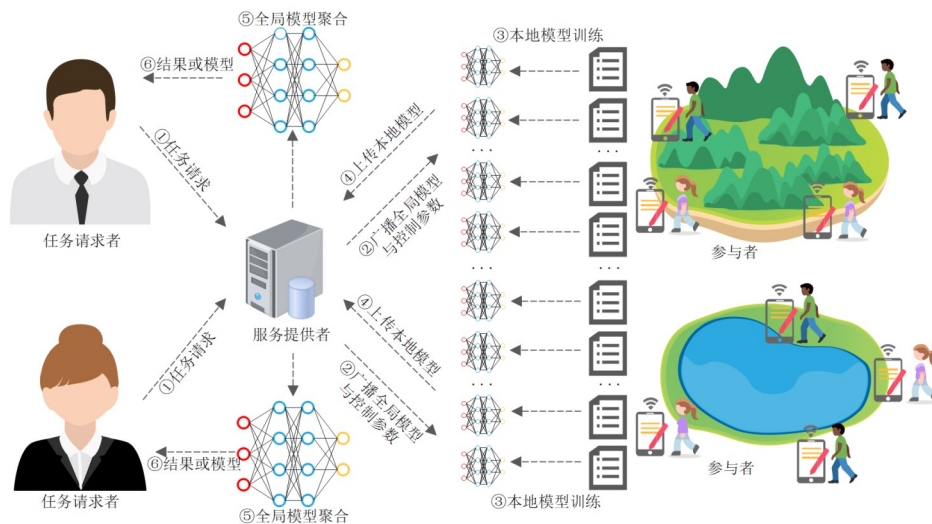 ⑤全局模型聚合
③本地模型训练
⑥结果或模型
①任务请求
④上传本地模型
②广播全局模型
与控制参数
任务请求者
参与者
服务提供者
①任务请求
④上传本地模型
②广播全局模型
与控制参数
⑥结果或模型
参与者
任务请求者
③本地模型训练
⑤全局模型聚合